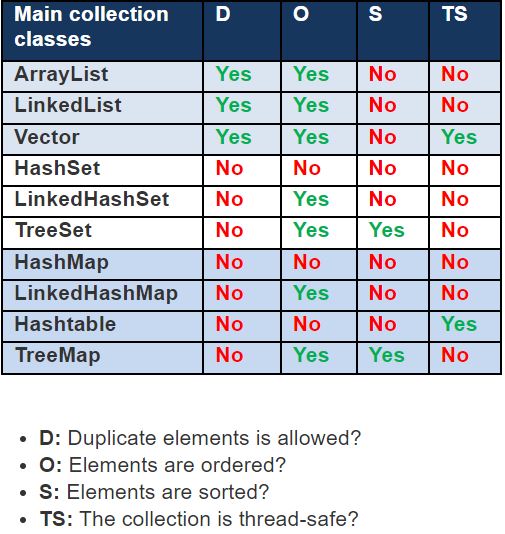 Main collection classes D O S TS
ArrayList Yes Yes No No
LinkedList Yes Yes No No
Vector Yes Yes No Yes
HashSet No No No No
LinkedHashSet No Yes No No
TreeSet No Yes Yes No
HashMap No No No No
LinkedHashMap No Yes No No
Hashtable No No No Yes
TreeMap No Yes Yes No
• D: Duplicate elements is allowed?
• O: Elements are ordered?
• S: Elements are sorted?
• TS: The collection is thread-safe?